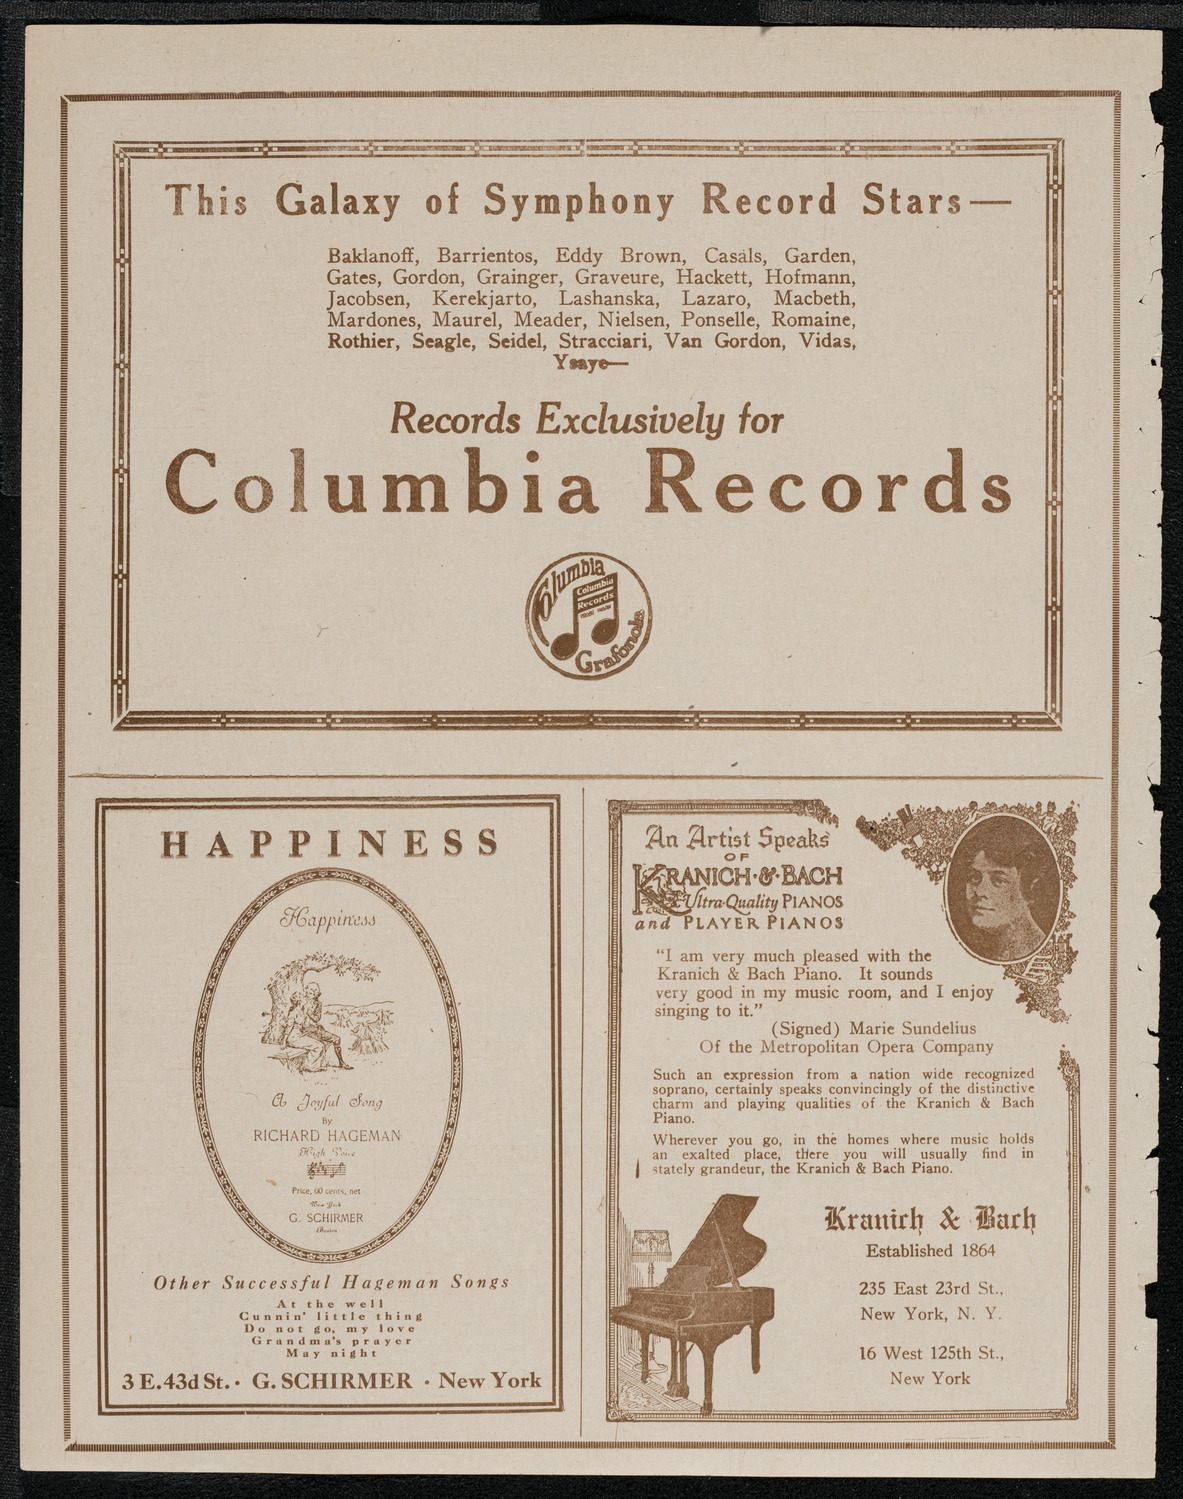 This Galaxy of Symphony Record Stars—
Baklanoff, Barrientos, Eddy Brown, Casals, Garden,
Gates, Gordon, Grainger, Graveure, Hackett, Hofmann,
Jacobsen, Kerekjarto, Lashanska, Lazaro, Macbeth,
Mardones, Maurel, Meader, Nielsen, Ponselle, Romaine,
Rothier, Seagle, Seidel, Stracciari, Van Gordon, Vidas,
Ysaye—
Records Exclusively for
Columbia Records
Columbia
Columbia
Records
Grafonola
HAPPINESS
Happiness
A Joyful Song
By
RICHARD HAGEMAN
High Voice
Price, 60 cents, net
New York
G. SCHIRMER
Boston
Other Successful Hageman Songs
At the well
Cunnin' little thing
Do not go, my love
Grandma's prayer
May night
3 E. 43d St. · G. SCHIRMER · New York
An Artist Speaks
OF
KRANICH·&·BACH
Ultra-Quality PIANOS
and PLAYER PIANOS
"I am very much pleased with the
Kranich & Bach Piano. It sounds
very good in my music room, and I enjoy
singing to it."
(Signed) Marie Sundelius
Of the Metropolitan Opera Company
Such an expression from a nation wide recognized
soprano, certainly speaks convincingly of the distinctive
charm and playing qualities of the Kranich & Bach
Piano.
Wherever you go, in the homes where music holds
an exalted place, there you will usually find in
stately grandeur, the Kranich & Bach Piano.
Kranich & Bach
Established 1864
235 East 23rd St.,
New York, N. Y.
16 West 125th St.,
New York